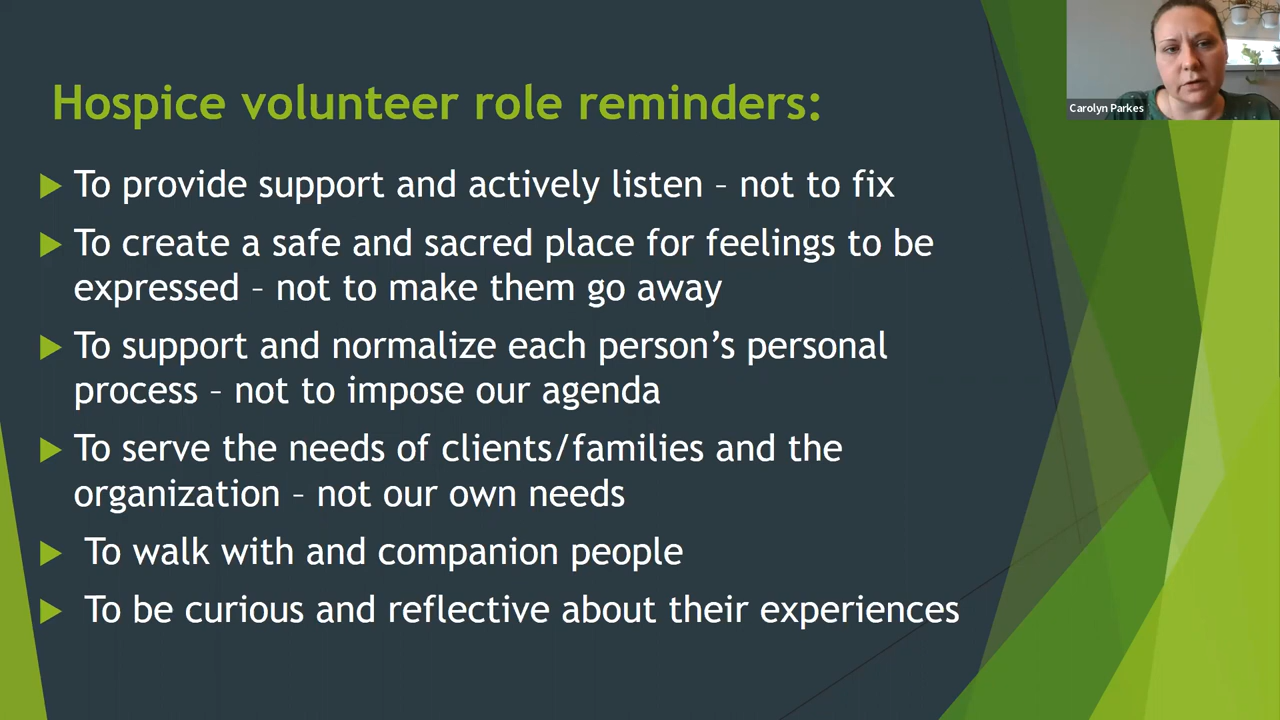 Hospice volunteer role reminders:
To provide support and actively listen – not to fix
To create a safe and sacred place for feelings to be
expressed – not to make them go away
To support and normalize each person’s personal
process – not to impose our agenda
To serve the needs of clients/families and the
organization – not our own needs
To walk with and companion people
To be curious and reflective about their experiences
Carolyn Parkes